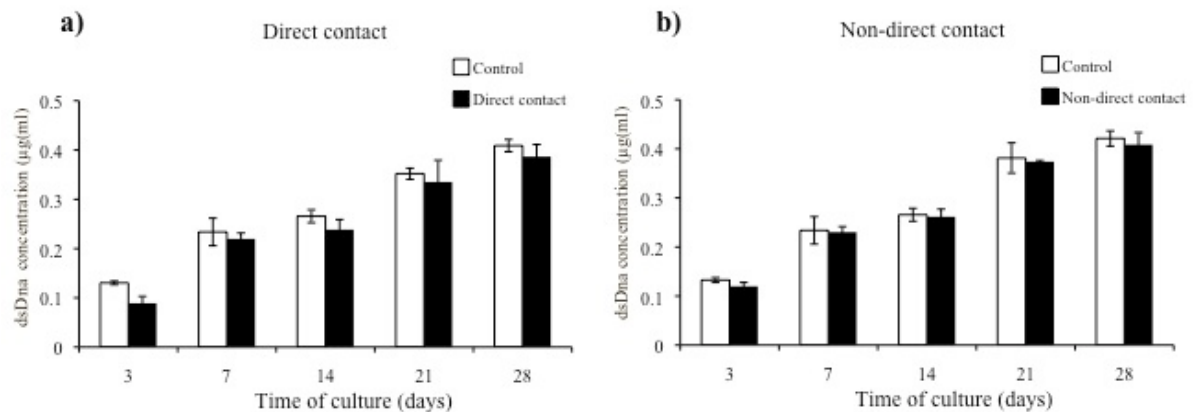 a)
Direct contact
Control
Direct contact
dsDna concentration (µg(ml)
0.5
0.4
0.3
0.2
0.1
0
3 7 14 21 28
Time of culture (days)
b)
Non-direct contact
Control
Non-direct contact
dsDna concentration (µg(ml)
0.5
0.4
0.3
0.2
0.1
0
3 7 14 21 28
Time of culture (days)